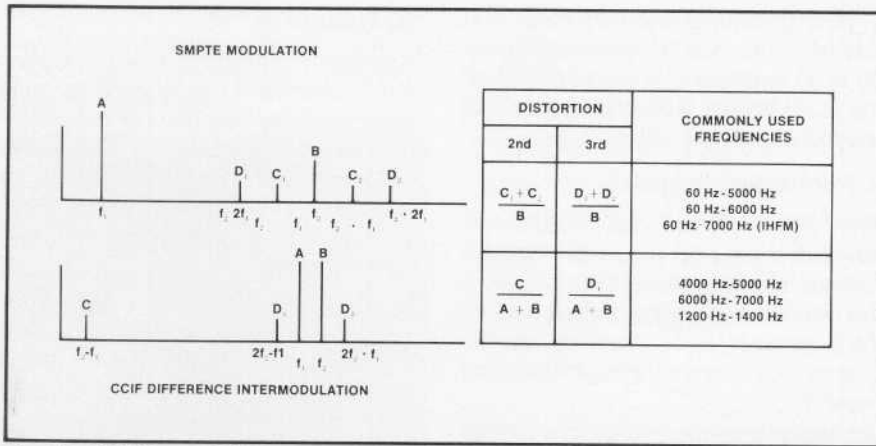 SMPTE MODULATION
A
B
D₁ C₁ C₂ D₂
f₁ f₂ 2f₁ f₂ f₁ f₂ f₂ · f₁ f₂ · 2f₁
A B
C D₁ D₂
f₂-f₁ 2f₂-f1 f₁ f₂ 2f₂ · f₁
CCIF DIFFERENCE INTERMODULATION
DISTORTION
2nd 3rd
COMMONLY USED
FREQUENCIES
C₁ + C₂
B
D₁ + D₂
B
60 Hz-5000 Hz
60 Hz-6000 Hz
60 Hz-7000 Hz (IHFM)
C
A + B
D₁
A + B
4000 Hz-5000 Hz
6000 Hz-7000 Hz
1200 Hz-1400 Hz